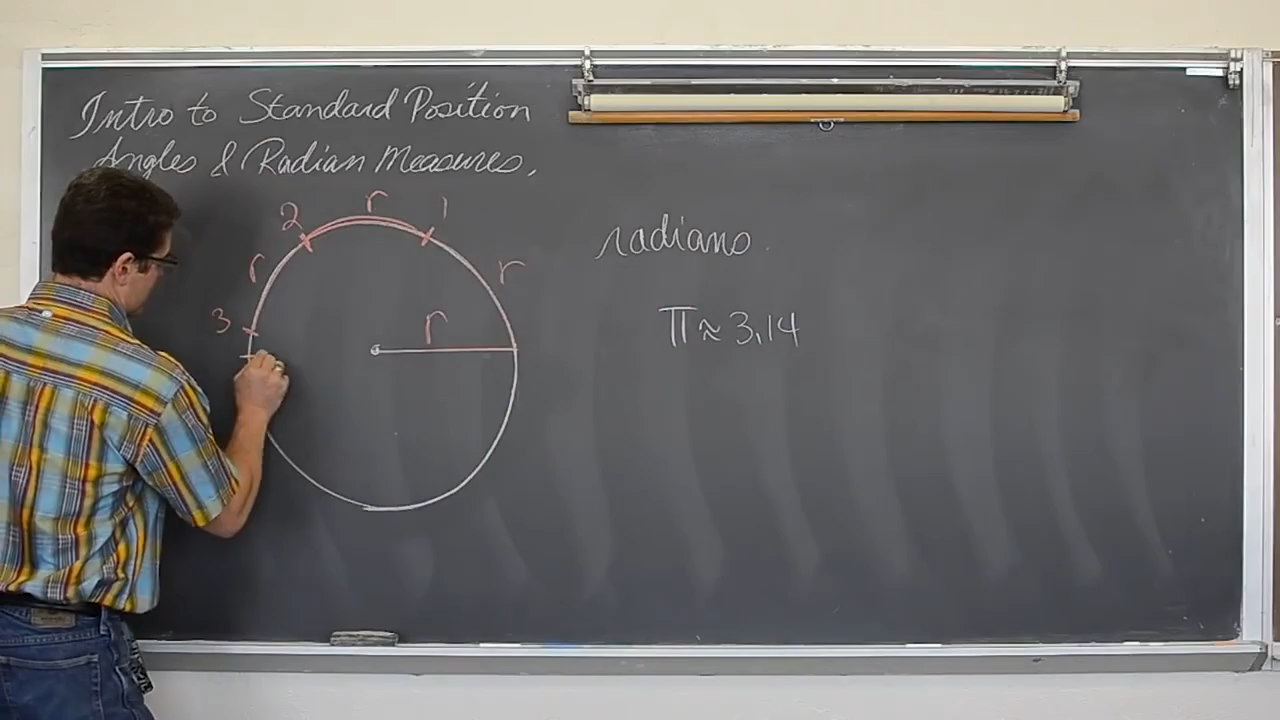 Intro to Standard Position
Angles & Radian Measures.
r
2
1
r
r
3
r
radians
π≈3.14